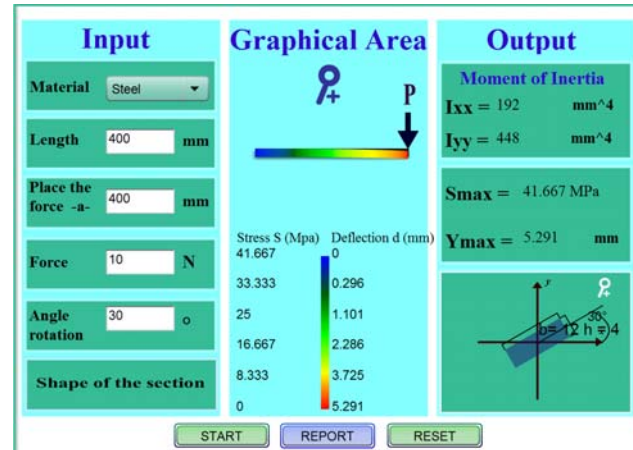 Input
Material Steel
Length 400 mm
Place the
force -a- 400 mm
Force 10 N
Angle
rotation 30 o
Shape of the section
Graphical Area
P
Stress S (Mpa) Deflection d (mm)
41.667 0
33.333 0.296
25 1.101
16.667 2.286
8.333 3.725
0 5.291
Output
Moment of Inertia
Ixx = 192 mm^4
Iyy = 448 mm^4
Smax = 41.667 MPa
Ymax = 5.291 mm
y
30°
b= 12 h = 4
START REPORT RESET